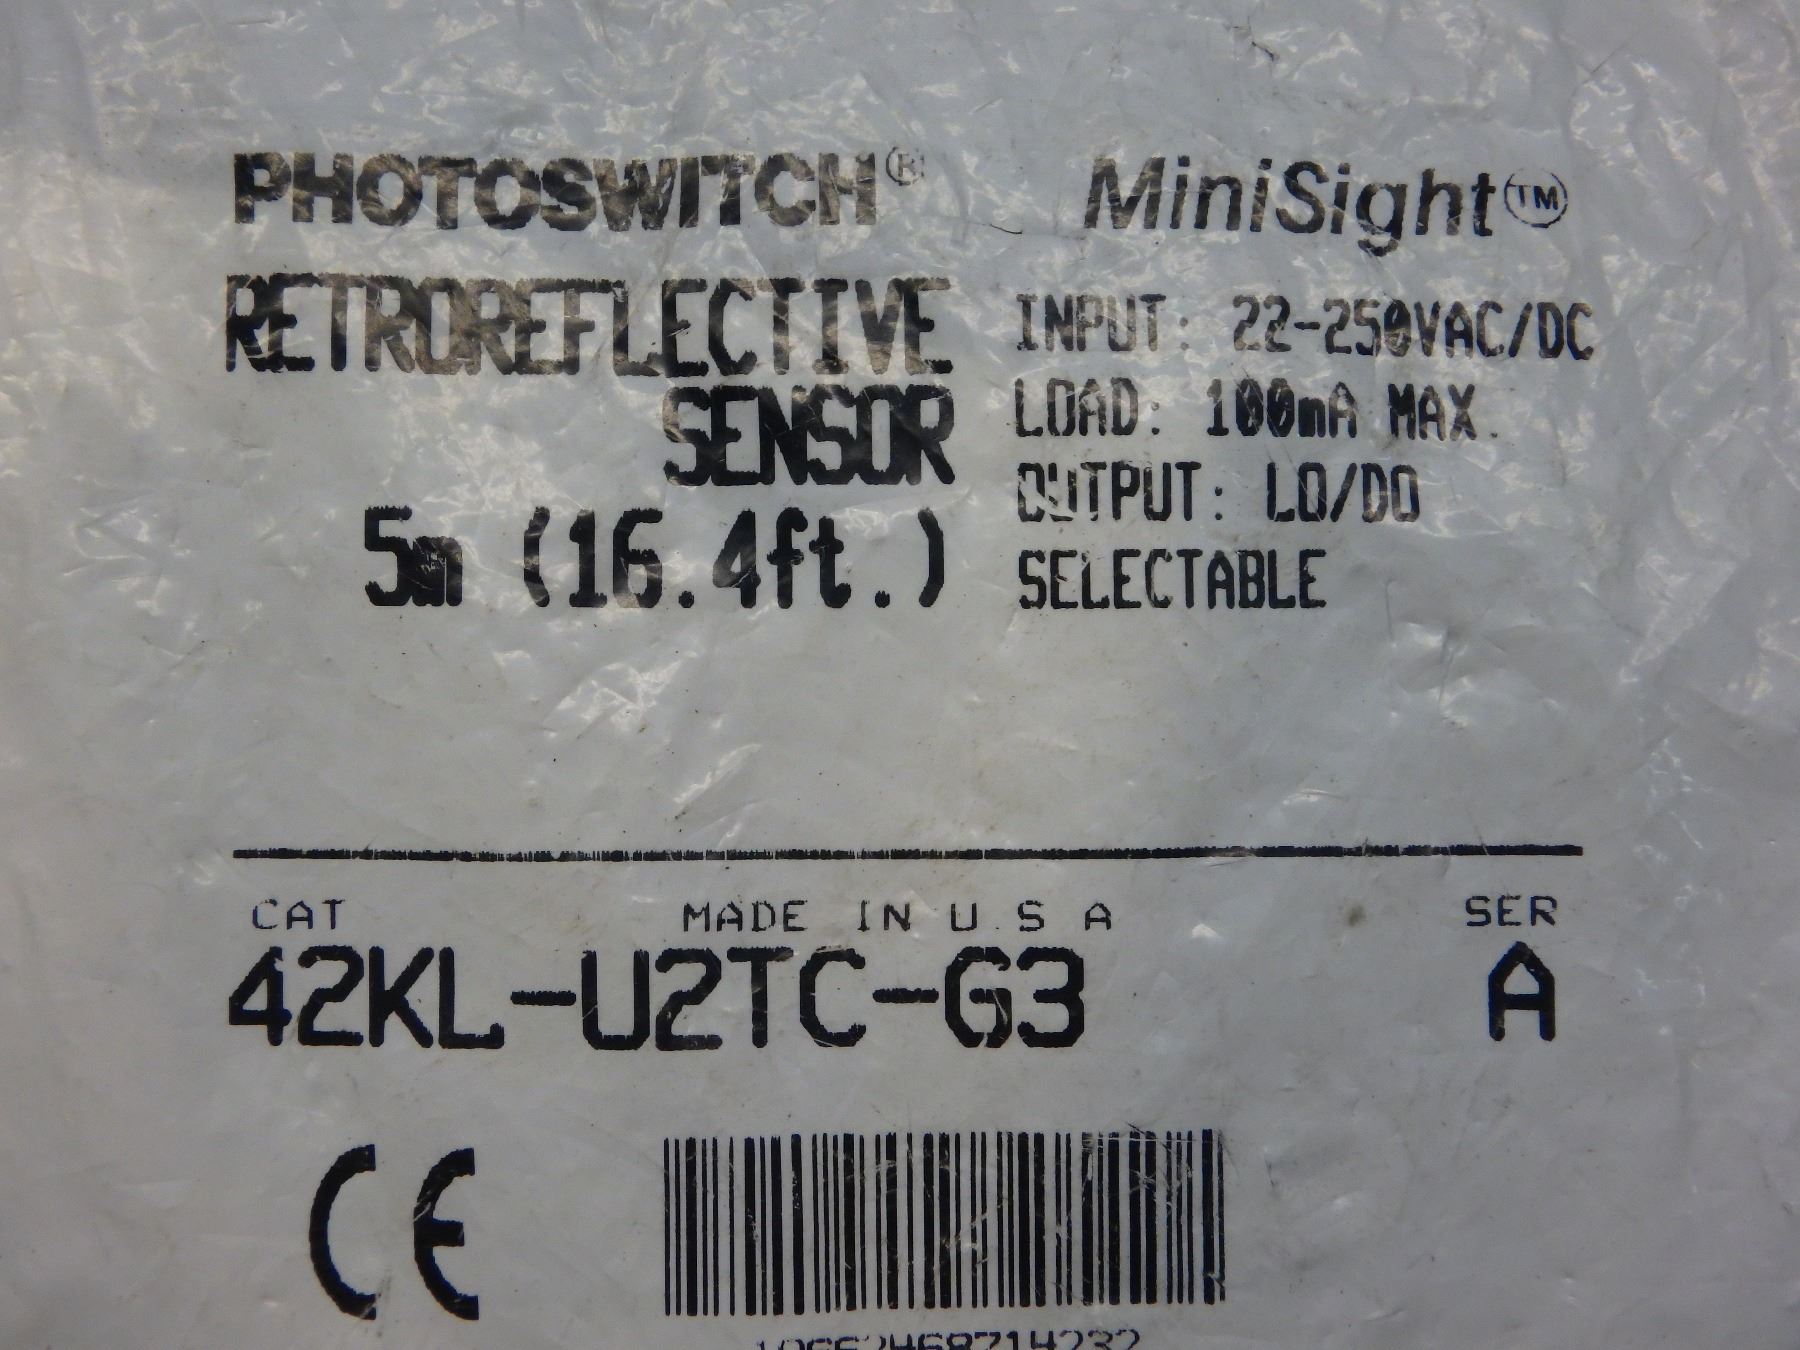 PHOTOSWITCH®
MiniSight™
RETROREFLECTIVE
SENSOR
5m (16.4ft.)
INPUT: 22-250VAC/DC
LOAD: 100mA MAX.
OUTPUT: LO/DO
SELECTABLE
CAT
MADE IN U.S.A
SER
42KL-U2TC-G3
A
CE